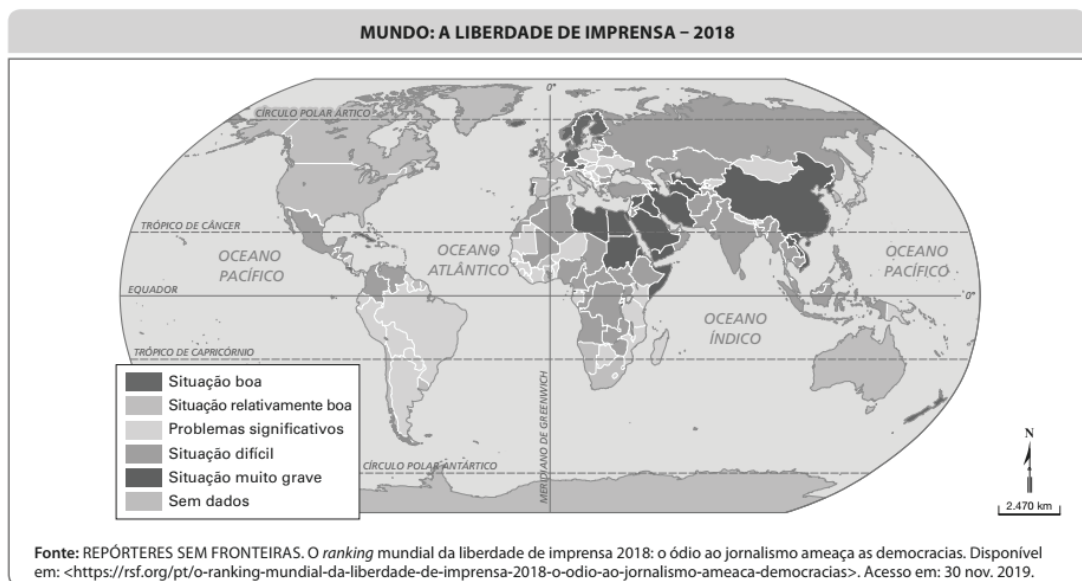 MUNDO: A LIBERDADE DE IMPRENSA – 2018
0°
CÍRCULO POLAR ÁRTICO
TRÓPICO DE CÂNCER
OCEANO
PACÍFICO
OCEANO
ATLÂNTICO
OCEANO
PACÍFICO
EQUADOR
0°
OCEANO
ÍNDICO
TRÓPICO DE CAPRICÓRNIO
MERIDIANO DE GREENWICH
Situação boa
Situação relativamente boa
Problemas significativos
Situação difícil
Situação muito grave
Sem dados
CÍRCULO POLAR ANTÁRTICO
N
2.470 km
Fonte: REPÓRTERES SEM FRONTEIRAS. O ranking mundial da liberdade de imprensa 2018: o ódio ao jornalismo ameaça as democracias. Disponível
em: <https://rsf.org/pt/o-ranking-mundial-da-liberdade-de-imprensa-2018-o-odio-ao-jornalismo-ameaca-democracias>. Acesso em: 30 nov. 2019.